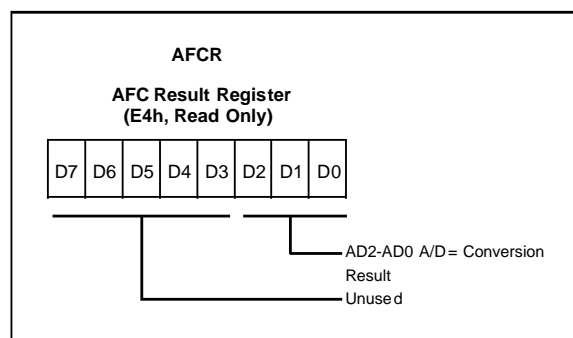 AFCR
AFC Result Register
(E4h, Read Only)
D7 D6 D5 D4 D3 D2 D1 D0
AD2-AD0 A/D= Conversion
Result
Unused